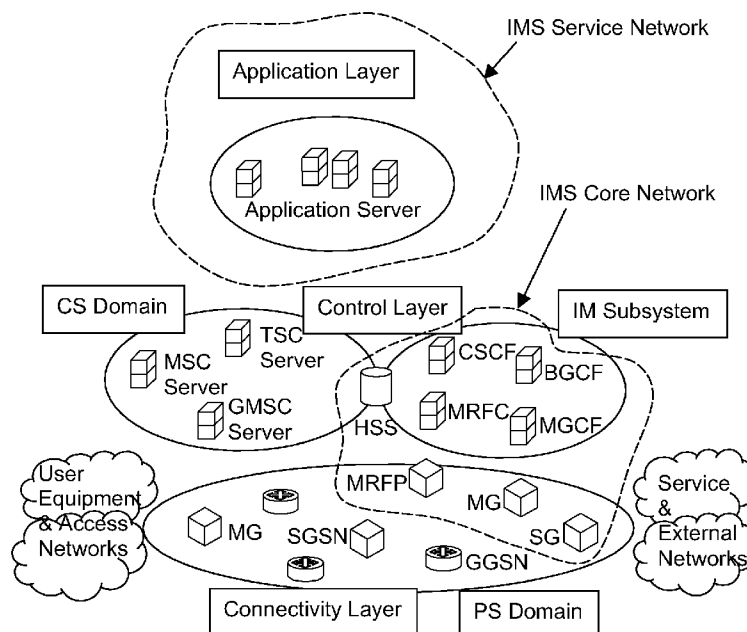 IMS Service Network
Application Layer
Application Server
IMS Core Network
CS Domain
Control Layer
IM Subsystem
TSC
Server
MSC
Server
GMSC
Server
HSS
CSCF
BGCF
MRFC
MGCF
User
Equipment
& Access
Networks
MRFP
MG
MG
SGSN
SG
GGSN
Service
&
External
Networks
Connectivity Layer
PS Domain